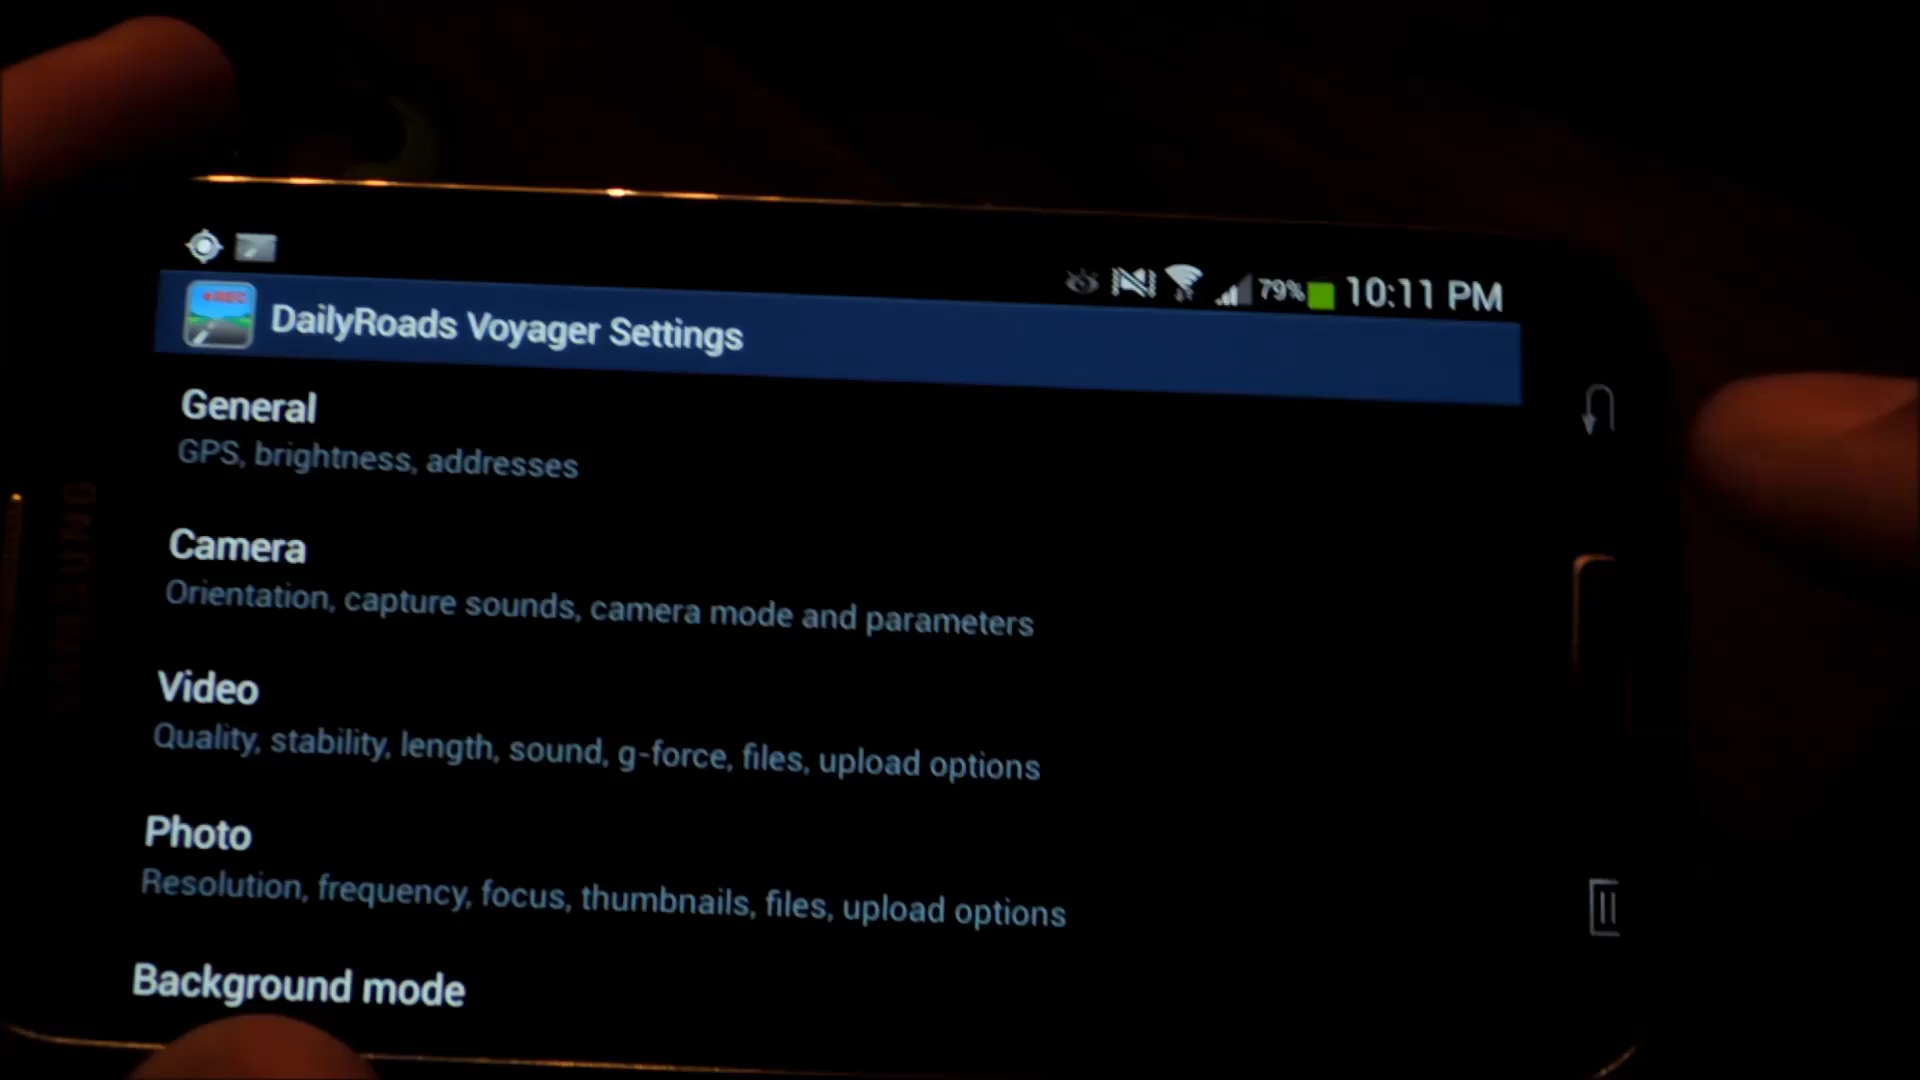 79% 10:11 PM
REC
DailyRoads Voyager Settings
General
GPS, brightness, addresses
Camera
Orientation, capture sounds, camera mode and parameters
Video
Quality, stability, length, sound, g-force, files, upload options
Photo
Resolution, frequency, focus, thumbnails, files, upload options
Background mode
SAMSUNG